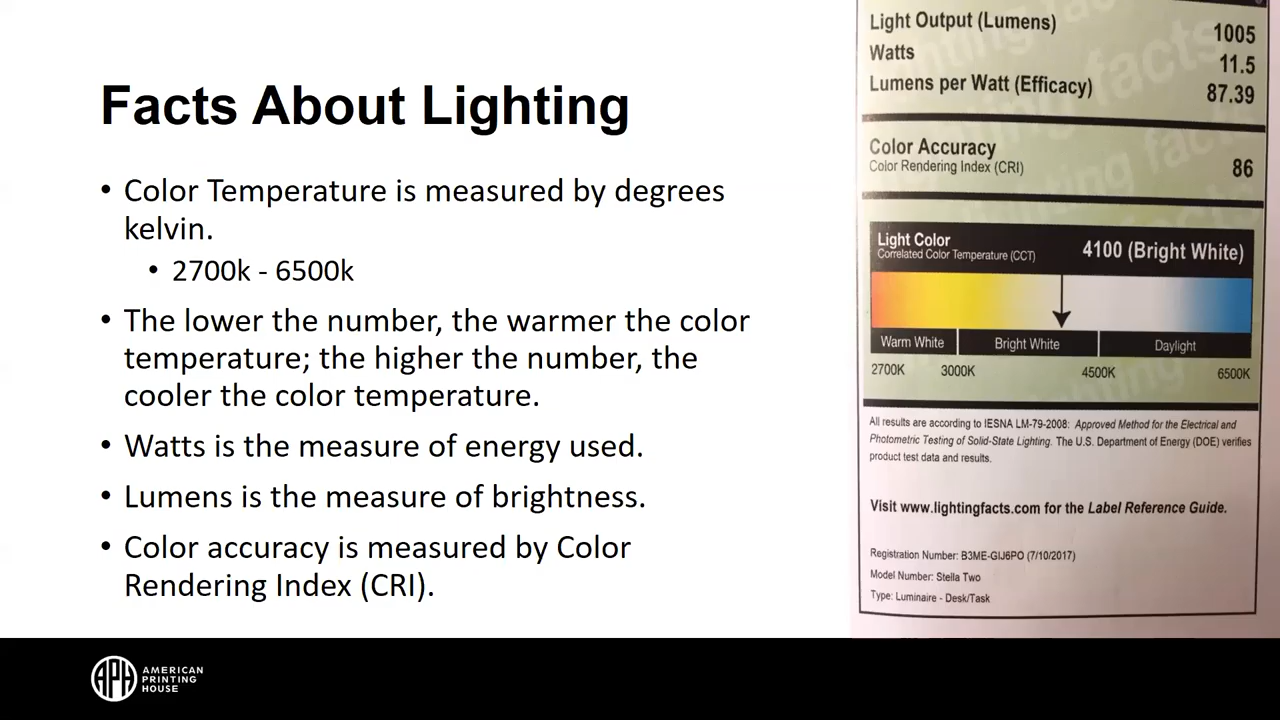 Facts About Lighting
• Color Temperature is measured by degrees
kelvin.
• 2700k - 6500k
• The lower the number, the warmer the color
temperature; the higher the number, the
cooler the color temperature.
• Watts is the measure of energy used.
• Lumens is the measure of brightness.
• Color accuracy is measured by Color
Rendering Index (CRI).
Light Output (Lumens) 1005
Watts 11.5
Lumens per Watt (Efficacy) 87.39
Color Accuracy
Color Rendering Index (CRI) 86
Light Color
Correlated Color Temperature (CCT) 4100 (Bright White)
Warm White Bright White Daylight
2700K 3000K 4500K 6500K
All results are according to IESNA LM-79-2008: Approved Method for the Electrical and
Photometric Testing of Solid-State Lighting. The U.S. Department of Energy (DOE) verifies
product test data and results.
Visit www.lightingfacts.com for the Label Reference Guide.
Registration Number: B3ME-GIJ6PO (7/10/2017)
Model Number: Stella Two
Type: Luminaire - Desk/Task
APH
AMERICAN
PRINTING
HOUSE